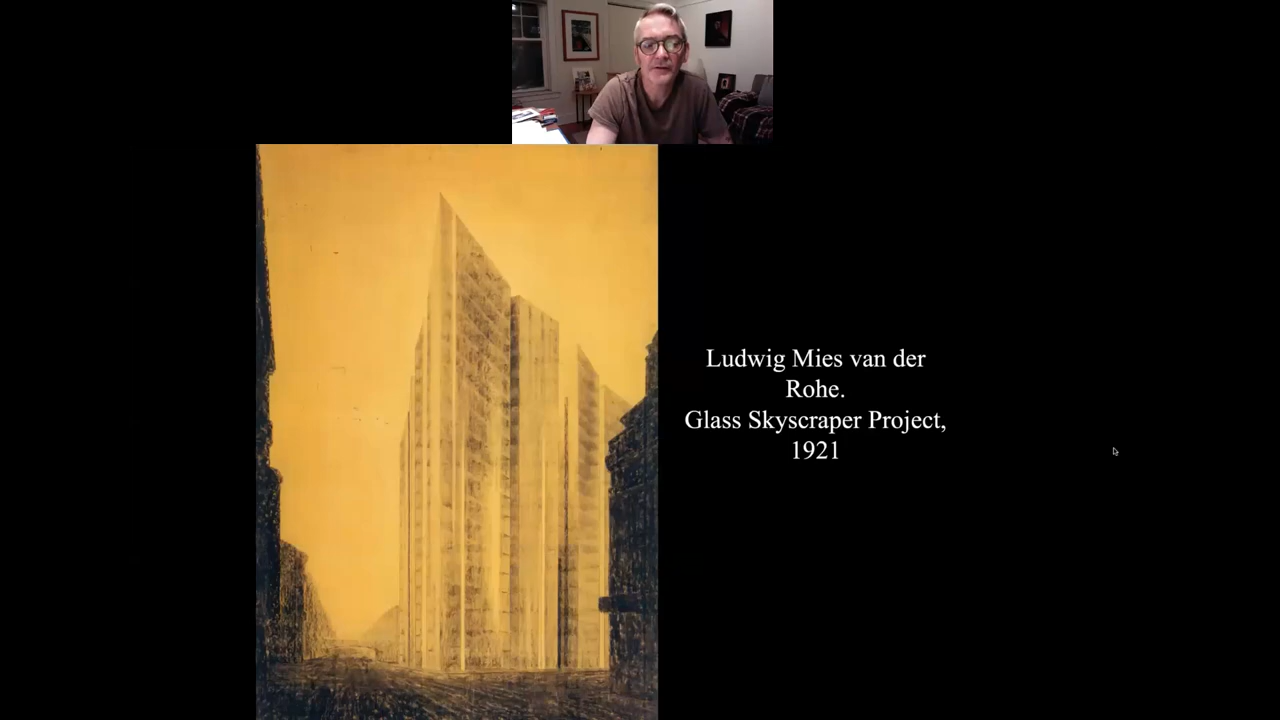 Ludwig Mies van der
Rohe.
Glass Skyscraper Project,
1921